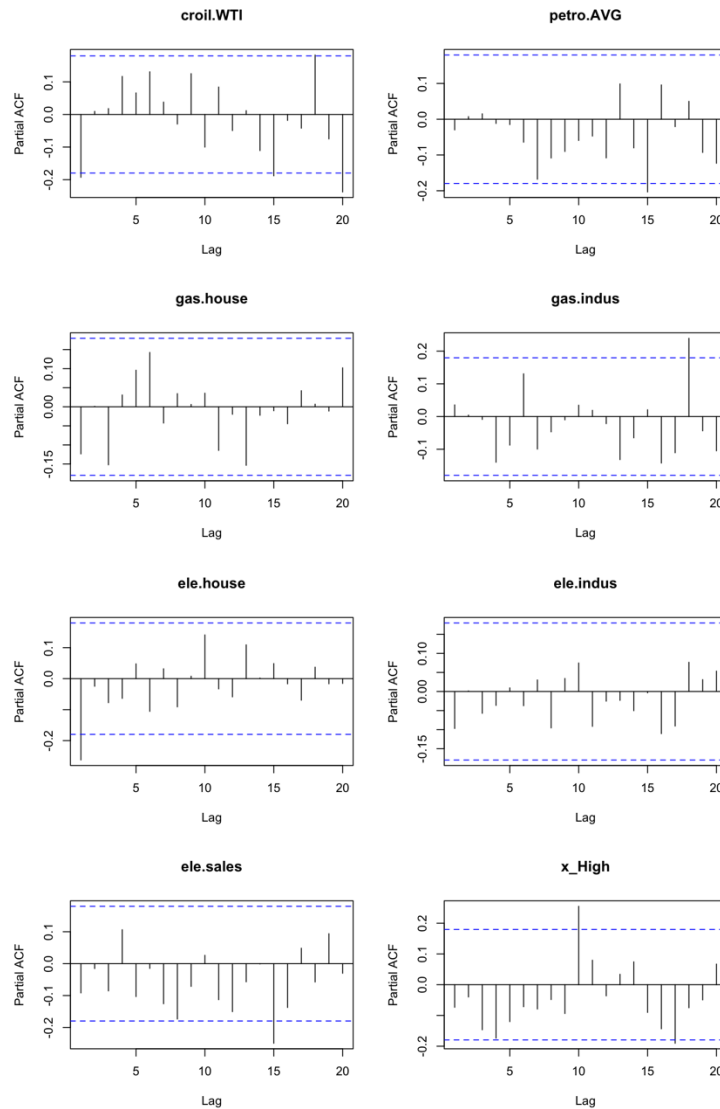 croil.WTI
Partial ACF
-0.2 -0.1 0.0 0.1
5 10 15 20
Lag
petro.AVG
Partial ACF
-0.2 -0.1 0.0 0.1
5 10 15 20
Lag
gas.house
Partial ACF
-0.15 0.00 0.10
5 10 15 20
Lag
gas.indus
Partial ACF
-0.1 0.0 0.1 0.2
5 10 15 20
Lag
ele.house
Partial ACF
-0.2 0.0 0.1
5 10 15 20
Lag
ele.indus
Partial ACF
-0.15 0.00 0.10
5 10 15 20
Lag
ele.sales
Partial ACF
-0.2 -0.1 0.0 0.1
5 10 15 20
Lag
x_High
Partial ACF
-0.2 0.0 0.1 0.2
5 10 15 20
Lag